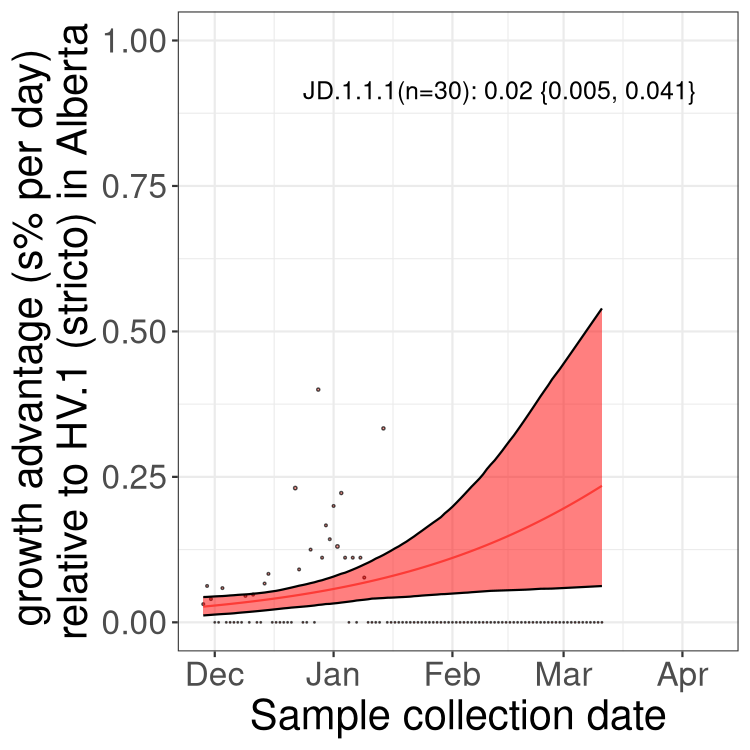 growth advantage (s% per day)
relative to HV.1 (stricto) in Alberta
1.00
0.75
0.50
0.25
0.00
JD.1.1.1(n=30): 0.02 {0.005, 0.041}
Dec Jan Feb Mar Apr
Sample collection date